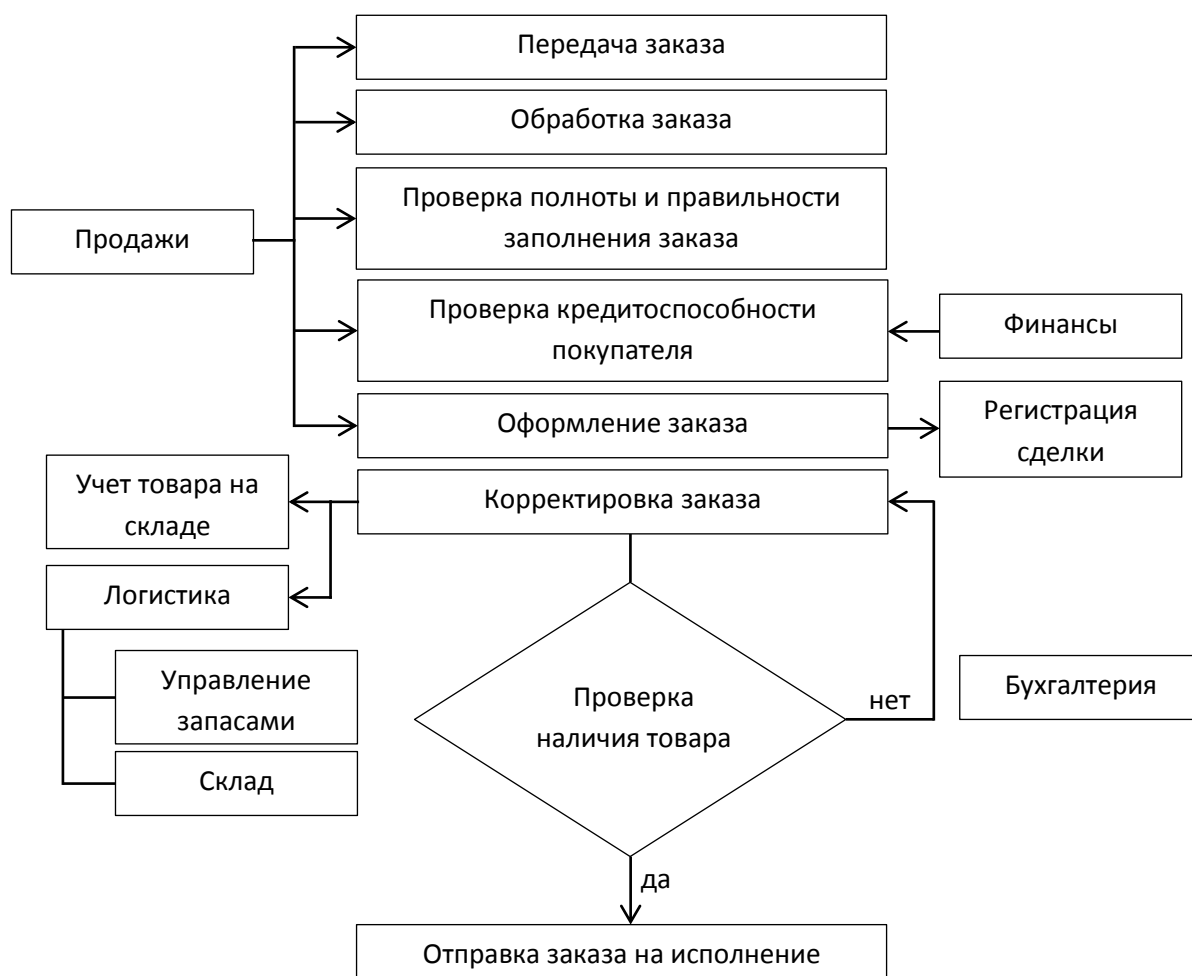 Передача заказа
Обработка заказа
Проверка полноты и правильности
заполнения заказа
Продажи
Проверка кредитоспособности
покупателя
Финансы
Оформление заказа
Регистрация
сделки
Учет товара на
складе
Корректировка заказа
Логистика
Управление
запасами
Склад
Проверка
наличия товара
нет
Бухгалтерия
да
Отправка заказа на исполнение